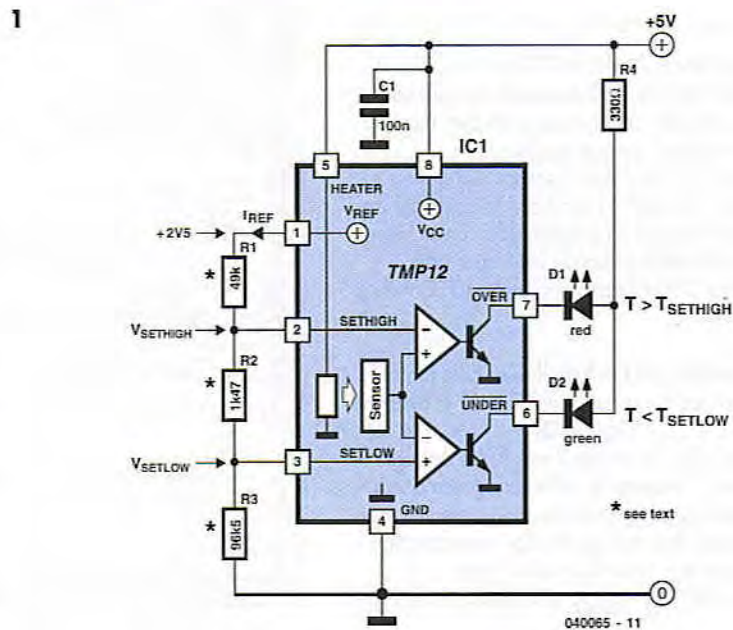 1
+5V
R4
330Ω
C1
100n
IC1
5
8
HEATER
IREF
VREF
VCC
+2V5
1
R1
*
49k
TMP12
OVER
7
D1
red
T > TSETHIGH
VSETHIGH
2
SETHIGH
R2
*
1k47
Sensor
UNDER
6
D2
green
T < TSETLOW
VSETLOW
3
SETLOW
R3
*
96k5
GND
4
*see text
0
040065 - 11